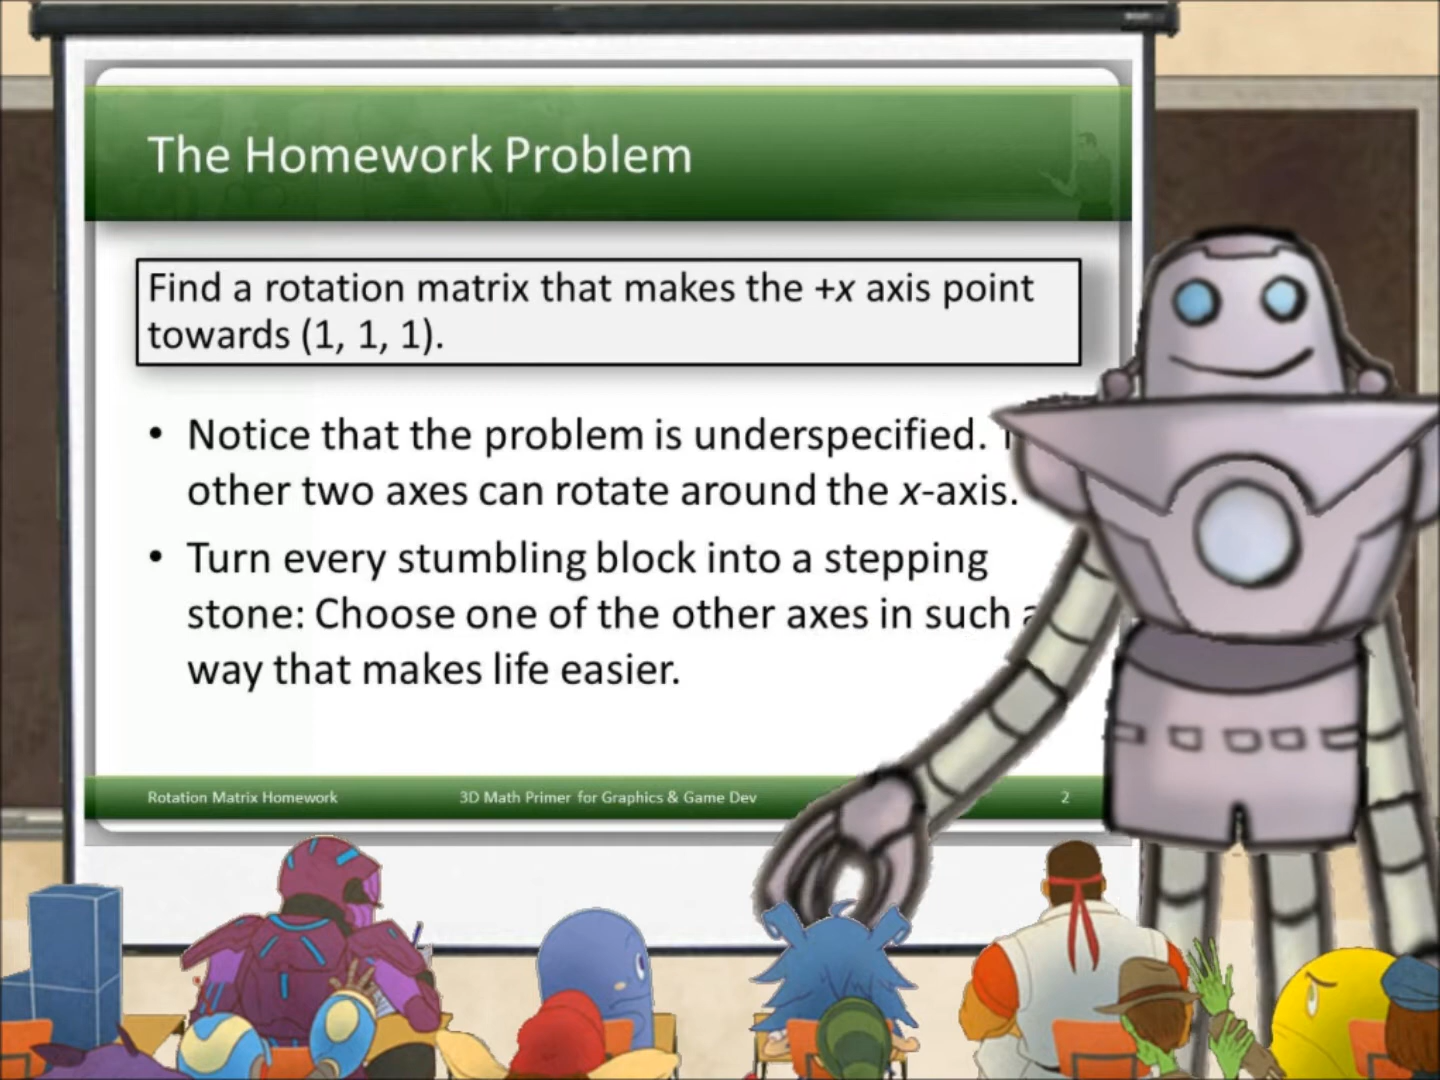 The Homework Problem
Find a rotation matrix that makes the +x axis point
towards (1, 1, 1).
• Notice that the problem is underspecified.
other two axes can rotate around the x-axis.
• Turn every stumbling block into a stepping
stone: Choose one of the other axes in such a
way that makes life easier.
Rotation Matrix Homework
3D Math Primer for Graphics & Game Dev
2